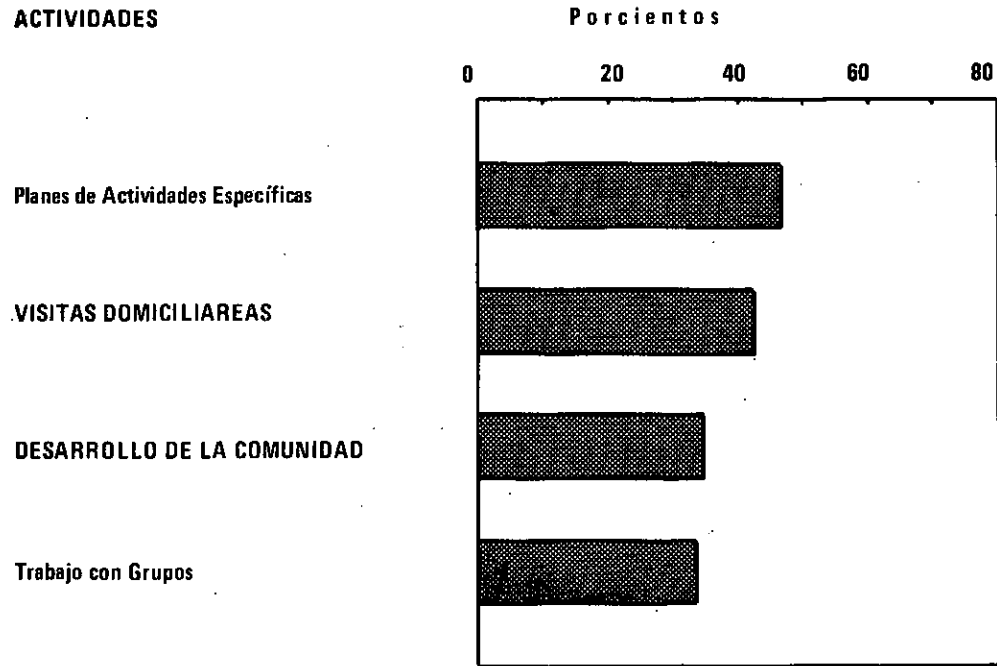 ACTIVIDADES
Porcientos
0 20 40 60 80
Planes de Actividades Específicas
VISITAS DOMICILIAREAS
DESARROLLO DE LA COMUNIDAD
Trabajo con Grupos